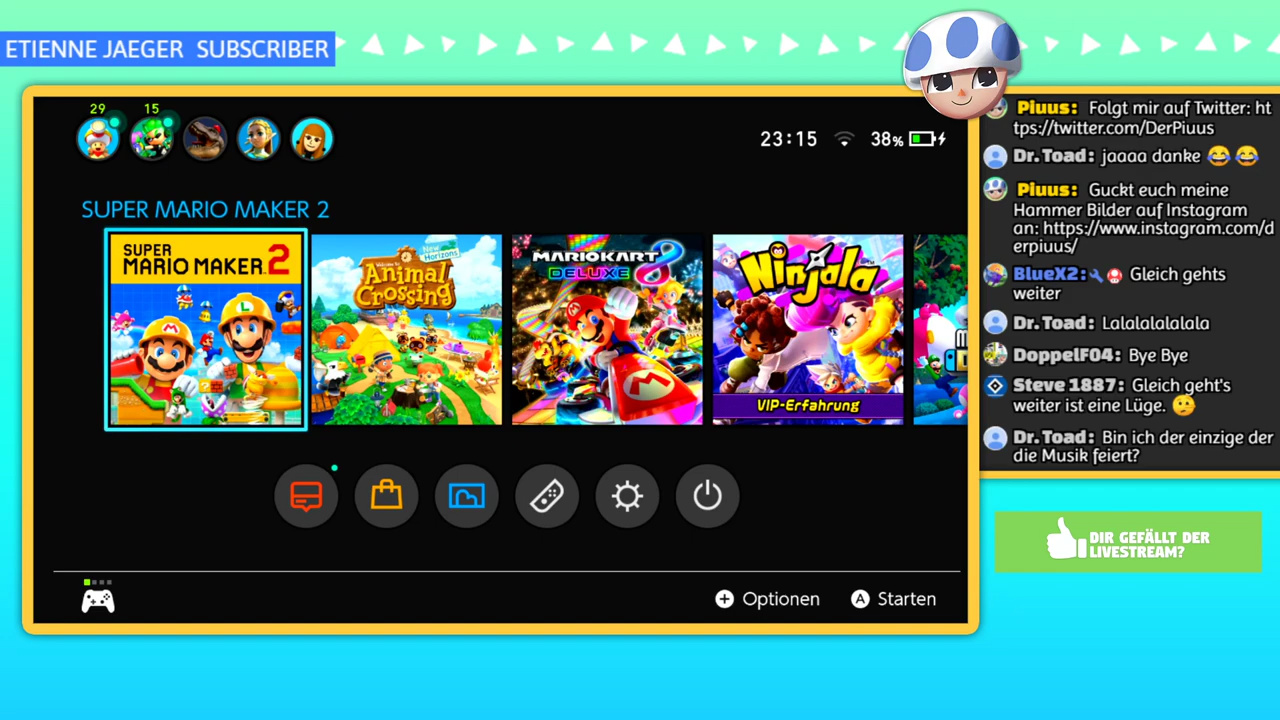 ETIENNE JAEGER SUBSCRIBER
29
15
23:15
38%
SUPER MARIO MAKER 2
SUPER
MARIO MAKER 2
Welcome to
Animal
Crossing
New
Horizons
MARIOKART 8
DELUXE
Ninjala
VIP-Erfahrung
Optionen
A Starten
Piuus: Folgt mir auf Twitter: ht
tps://twitter.com/DerPiuus
Dr. Toad: jaaaa danke 😂 😂
Piuus: Guckt euch meine
Hammer Bilder auf Instagram
an: https://www.instagram.com/d
erpiuus/
BlueX2: Gleich gehts
weiter
Dr. Toad: Lalalalalalala
DoppelF04: Bye Bye
Steve 1887: Gleich geht's
weiter ist eine Lüge. 🤨
Dr. Toad: Bin ich der einzige der
die Musik feiert?
DIR GEFÄLLT DER
LIVESTREAM?